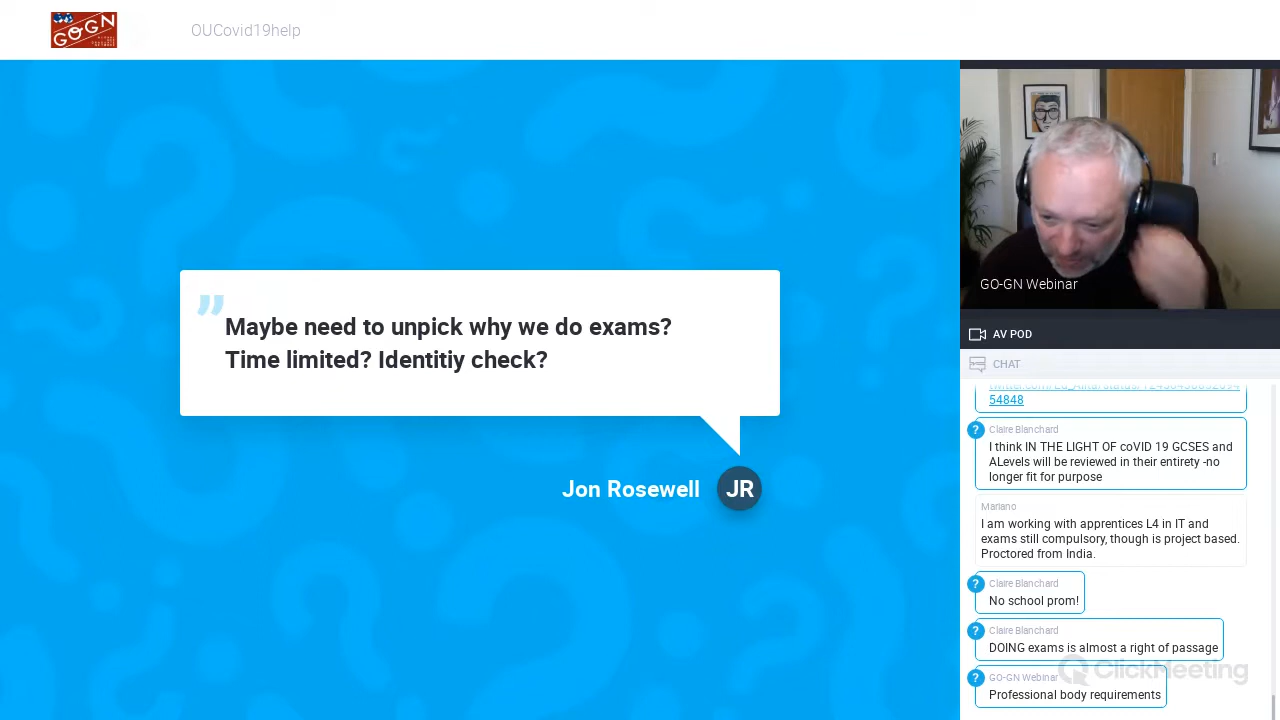 GOGN
OUCovid19help
Maybe need to unpick why we do exams?
Time limited? Identitiy check?
Jon Rosewell
JR
GO-GN Webinar
AV POD
CHAT
54848
Claire Blanchard
I think IN THE LIGHT OF coVID 19 GCSES and
ALevels will be reviewed in their entirety -no
longer fit for purpose
Mariano
I am working with apprentices L4 in IT and
exams still compulsory, though is project based.
Proctored from India.
Claire Blanchard
No school prom!
Claire Blanchard
DOING exams is almost a right of passage
ClickMeeting
GO-GN Webinar
Professional body requirements